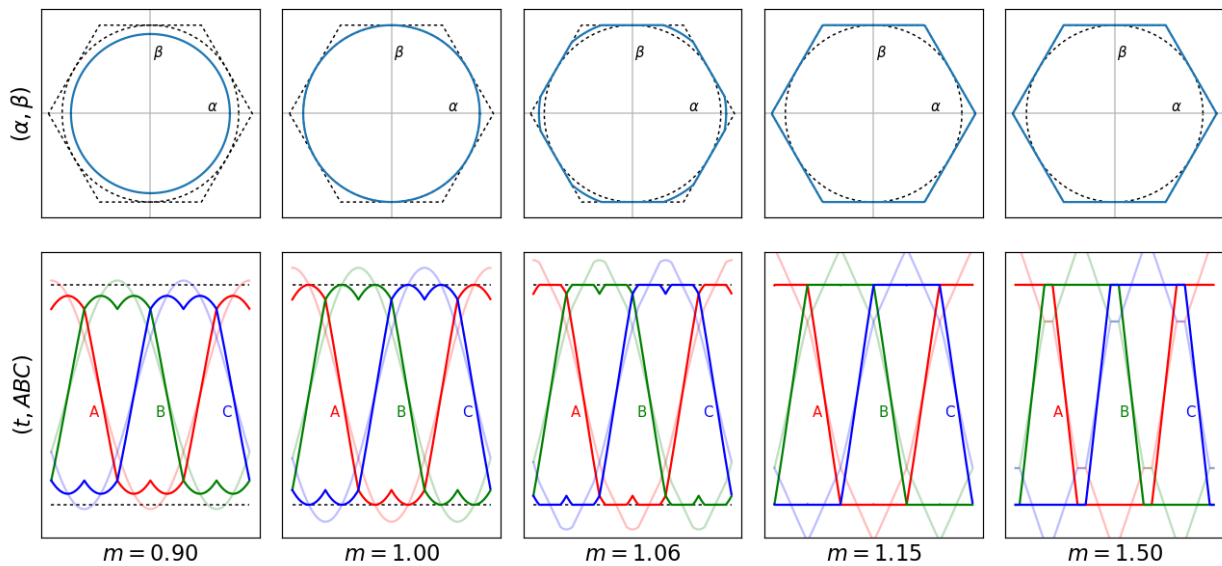 (α, β)
β
α
β
α
β
α
β
α
β
α
(t, ABC)
A B C
A B C
A B C
A B C
A B C
m = 0.90
m = 1.00
m = 1.06
m = 1.15
m = 1.50